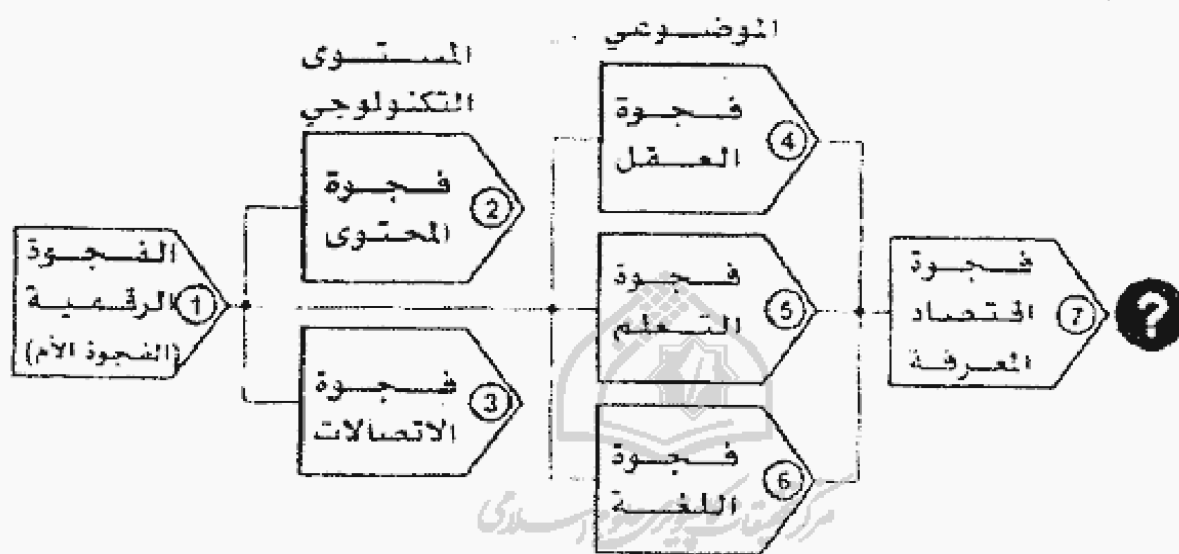 الموضوعي
المستوى
التكنولوجي
فجوة
العقل
4
فجوة
المحتوى
2
الفجوة
الرقمية
(الفجوة الأم)
1
فجوة
التعلم
5
فجوة
اقتصاد
المعرفة
7
?
فجوة
الاتصالات
3
فجوة
اللغة
6